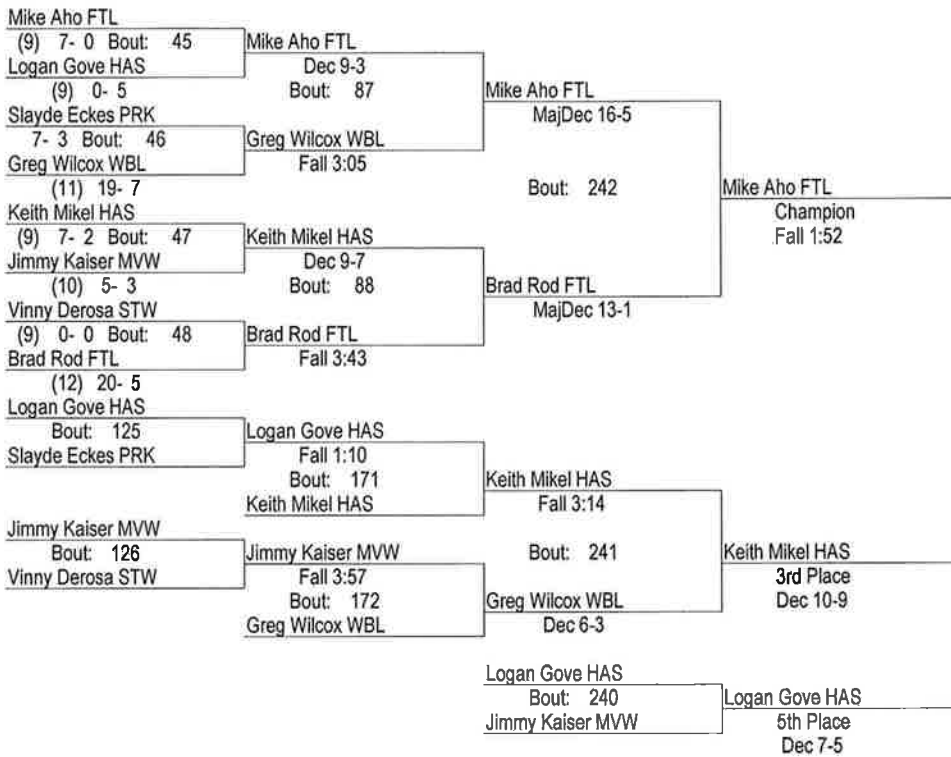 Mike Aho FTL
(9) 7- 0 Bout: 45
Logan Gove HAS
(9) 0- 5
Slayde Eckes PRK
7- 3 Bout: 46
Greg Wilcox WBL
(11) 19- 7
Keith Mikel HAS
(9) 7- 2 Bout: 47
Jimmy Kaiser MVW
(10) 5- 3
Vinny Derosa STW
(9) 0- 0 Bout: 48
Brad Rod FTL
(12) 20- 5
Mike Aho FTL
Dec 9-3
Bout: 87
Greg Wilcox WBL
Fall 3:05
Keith Mikel HAS
Dec 9-7
Bout: 88
Brad Rod FTL
Fall 3:43
Mike Aho FTL
MajDec 16-5
Bout: 242
Brad Rod FTL
MajDec 13-1
Mike Aho FTL
Champion
Fall 1:52
Logan Gove HAS
Bout: 125
Slayde Eckes PRK
Jimmy Kaiser MVW
Bout: 126
Vinny Derosa STW
Logan Gove HAS
Fall 1:10
Bout: 171
Keith Mikel HAS
Jimmy Kaiser MVW
Fall 3:57
Bout: 172
Greg Wilcox WBL
Keith Mikel HAS
Fall 3:14
Bout: 241
Greg Wilcox WBL
Dec 6-3
Keith Mikel HAS
3rd Place
Dec 10-9
Logan Gove HAS
Bout: 240
Jimmy Kaiser MVW
Logan Gove HAS
5th Place
Dec 7-5